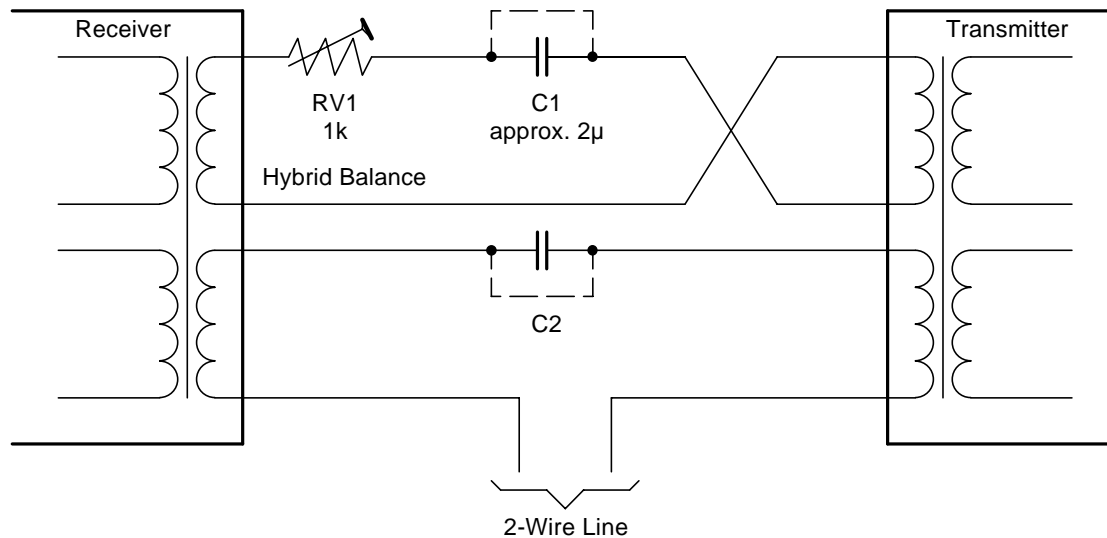 Receiver
Transmitter
RV1
1k
C1
approx. 2µ
Hybrid Balance
C2
2-Wire Line